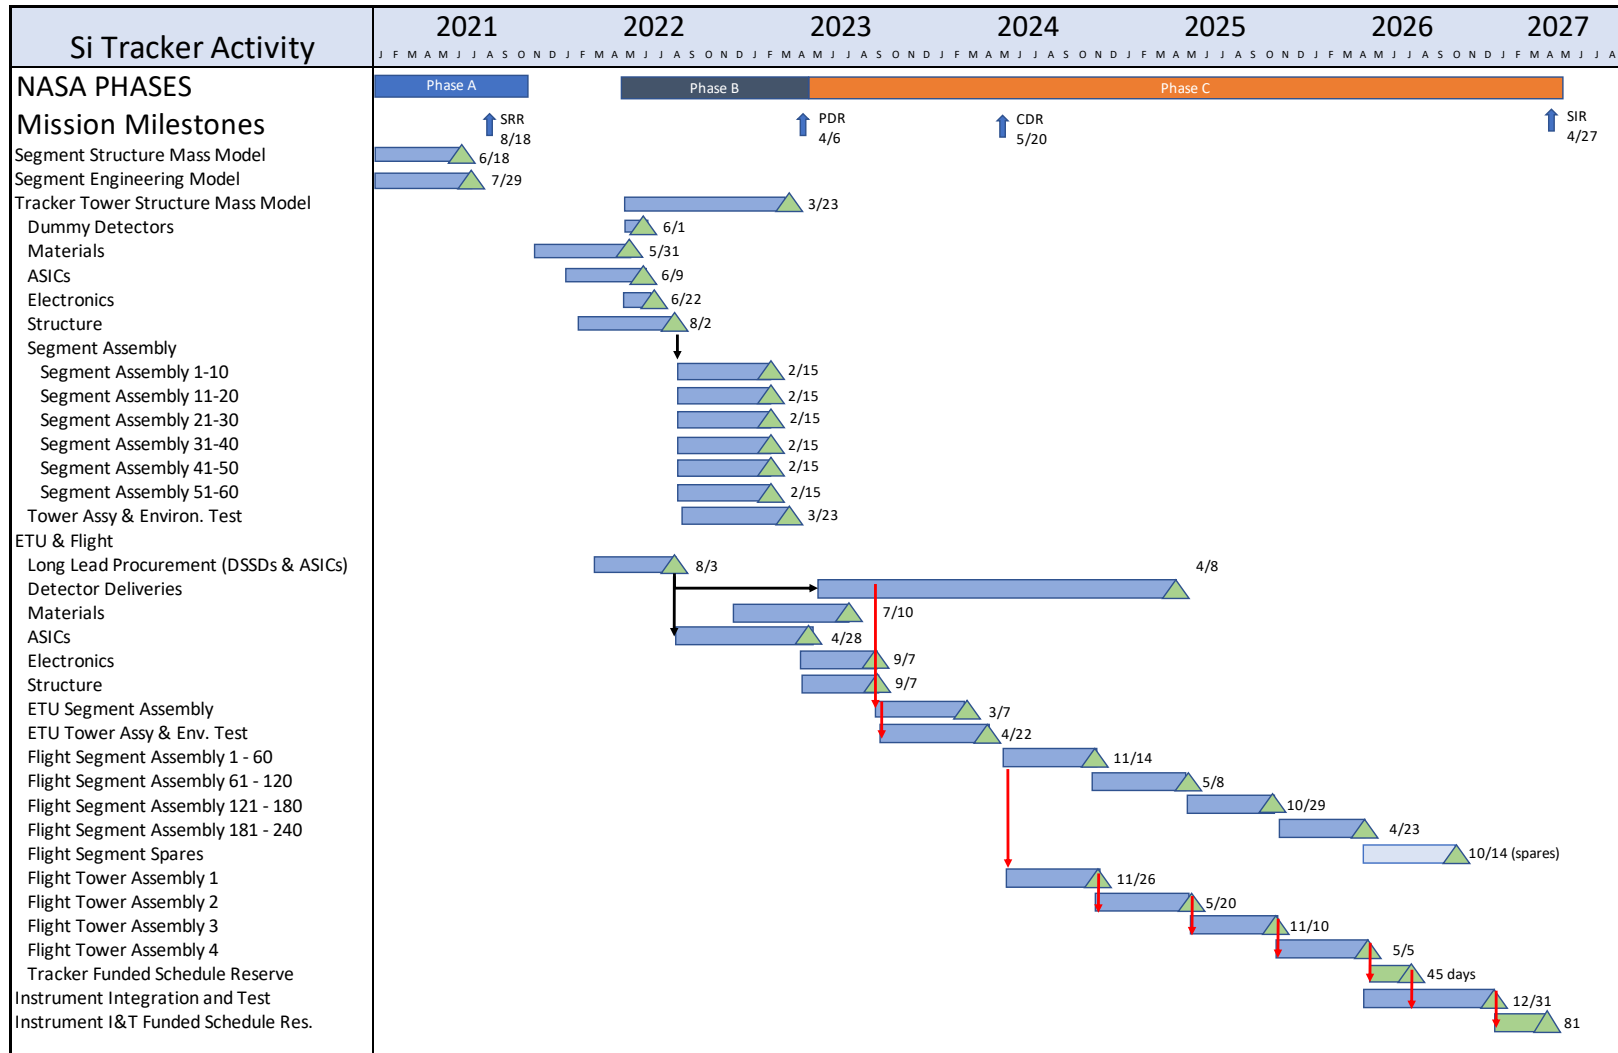 Si Tracker Activity
2021 2022 2023 2024 2025 2026 2027
J F M A M J J A S O N D J F M A M J J A S O N D J F M A M J J A S O N D J F M A M J J A S O N D J F M A M J J A S O N D J F M A M J J A S O N D J F M A M J J A
NASA PHASES
Phase A
Phase B
Phase C
Mission Milestones
SRR
8/18
PDR
4/6
CDR
5/20
SIR
4/27
Segment Structure Mass Model
6/18
Segment Engineering Model
7/29
Tracker Tower Structure Mass Model
3/23
Dummy Detectors
6/1
Materials
5/31
ASICs
6/9
Electronics
6/22
Structure
8/2
Segment Assembly
Segment Assembly 1-10
2/15
Segment Assembly 11-20
2/15
Segment Assembly 21-30
2/15
Segment Assembly 31-40
2/15
Segment Assembly 41-50
2/15
Segment Assembly 51-60
2/15
Tower Assy & Environ. Test
3/23
ETU & Flight
Long Lead Procurement (DSSDs & ASICs)
8/3
Detector Deliveries
4/8
Materials
7/10
ASICs
4/28
Electronics
9/7
Structure
9/7
ETU Segment Assembly
3/7
ETU Tower Assy & Env. Test
4/22
Flight Segment Assembly 1 - 60
11/14
Flight Segment Assembly 61 - 120
5/8
Flight Segment Assembly 121 - 180
10/29
Flight Segment Assembly 181 - 240
4/23
Flight Segment Spares
10/14 (spares)
Flight Tower Assembly 1
11/26
Flight Tower Assembly 2
5/20
Flight Tower Assembly 3
11/10
Flight Tower Assembly 4
5/5
Tracker Funded Schedule Reserve
45 days
Instrument Integration and Test
12/31
Instrument I&T Funded Schedule Res.
81